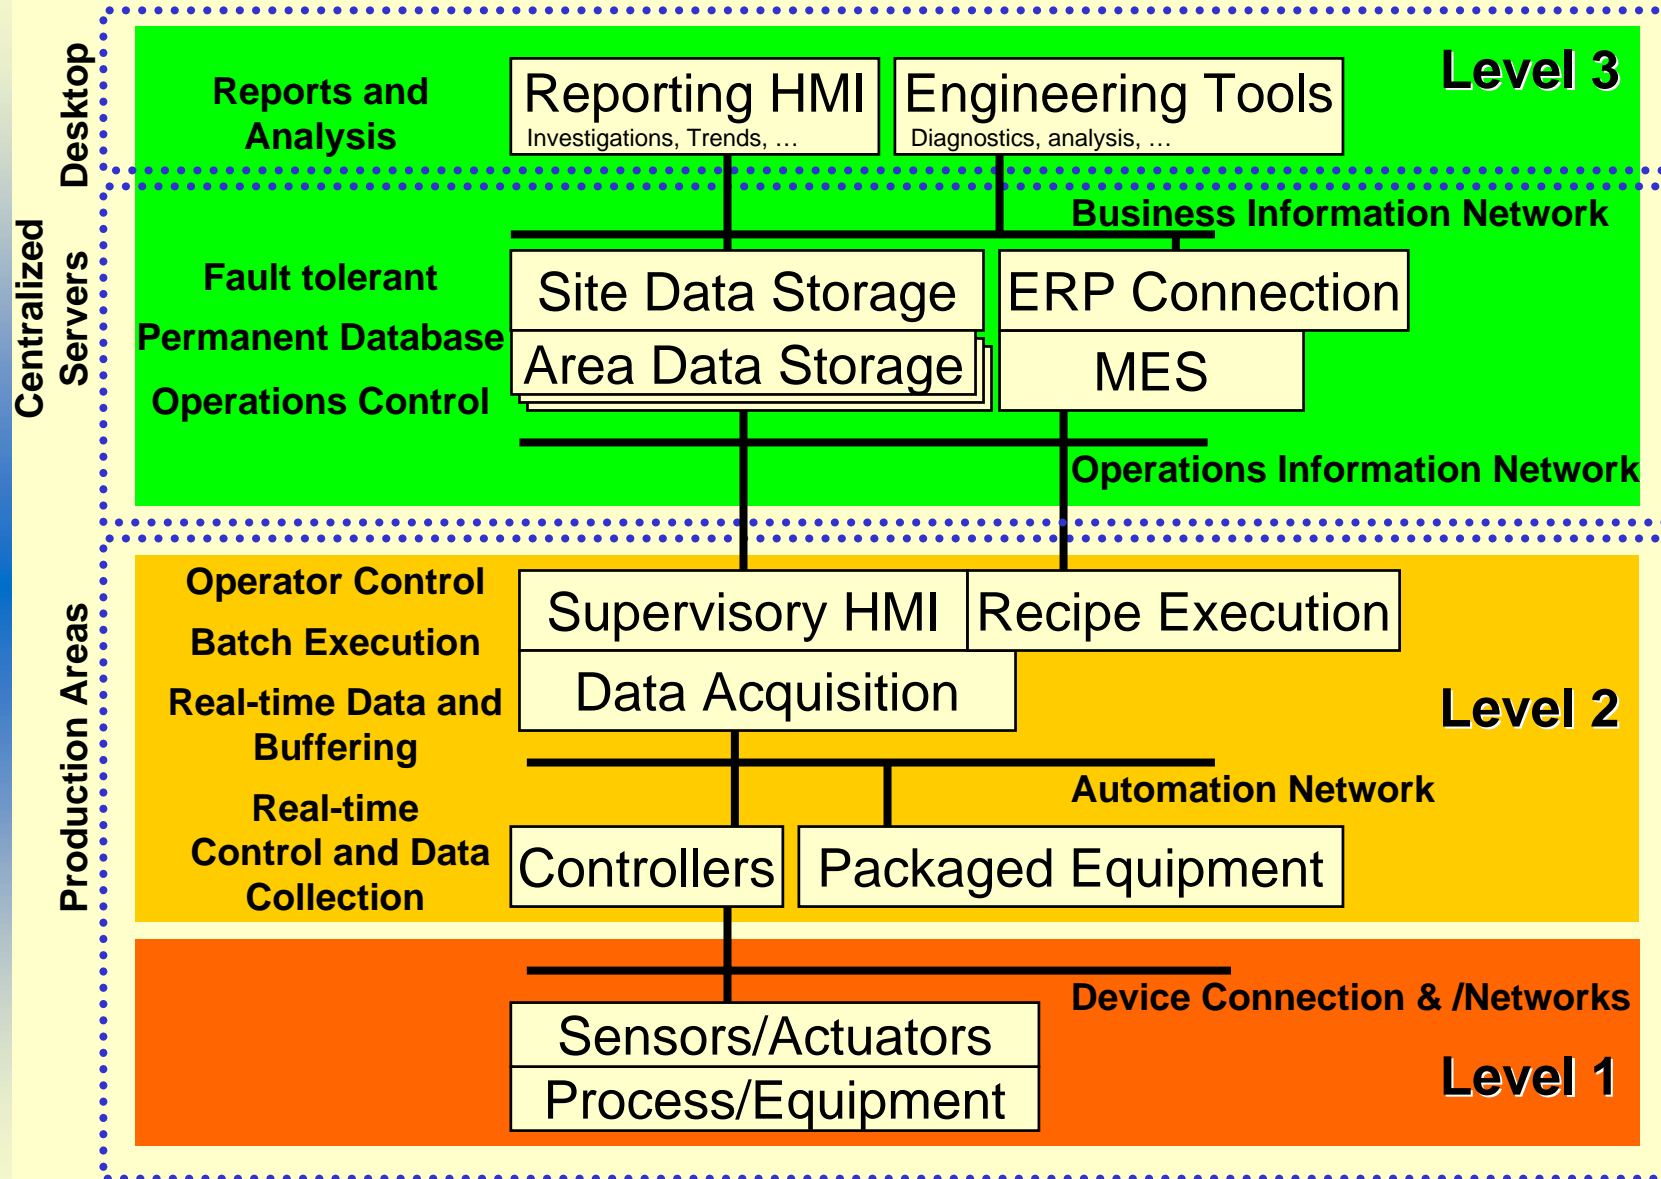 Desktop
Reports and
Analysis
Reporting HMI
Investigations, Trends, …
Engineering Tools
Diagnostics, analysis, …
Level 3
Business Information Network
Centralized
Servers
Fault tolerant
Permanent Database
Operations Control
Site Data Storage
Area Data Storage
ERP Connection
MES
Operations Information Network
Production Areas
Operator Control
Batch Execution
Real-time Data and
Buffering
Real-time
Control and Data
Collection
Supervisory HMI
Recipe Execution
Data Acquisition
Level 2
Automation Network
Controllers
Packaged Equipment
Device Connection & /Networks
Sensors/Actuators
Process/Equipment
Level 1